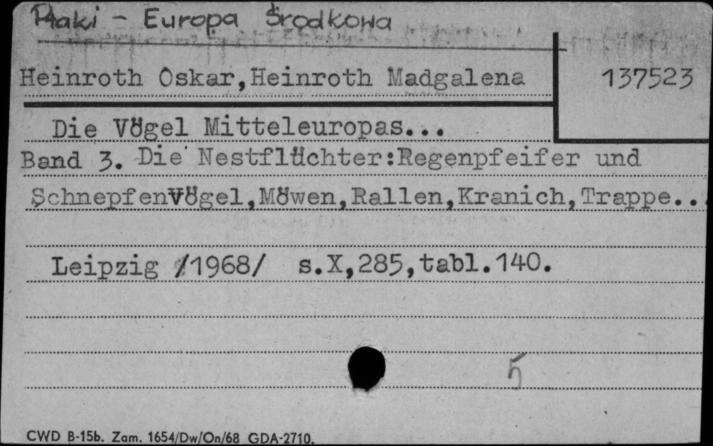 Ptaki - Europa Środkowa
Heinroth Oskar,Heinroth Madgalena
137523
Die Vögel Mitteleuropas...
Band 3. Die Nestflüchter:Regenpfeifer und
Schnepfenvögel,Möwen,Rallen,Kranich,Trappe...
Leipzig /1968/ s.X,285,tabl.140.
5
CWD B-15b. Zam. 1654/Dw/On/68 GDA-2710.